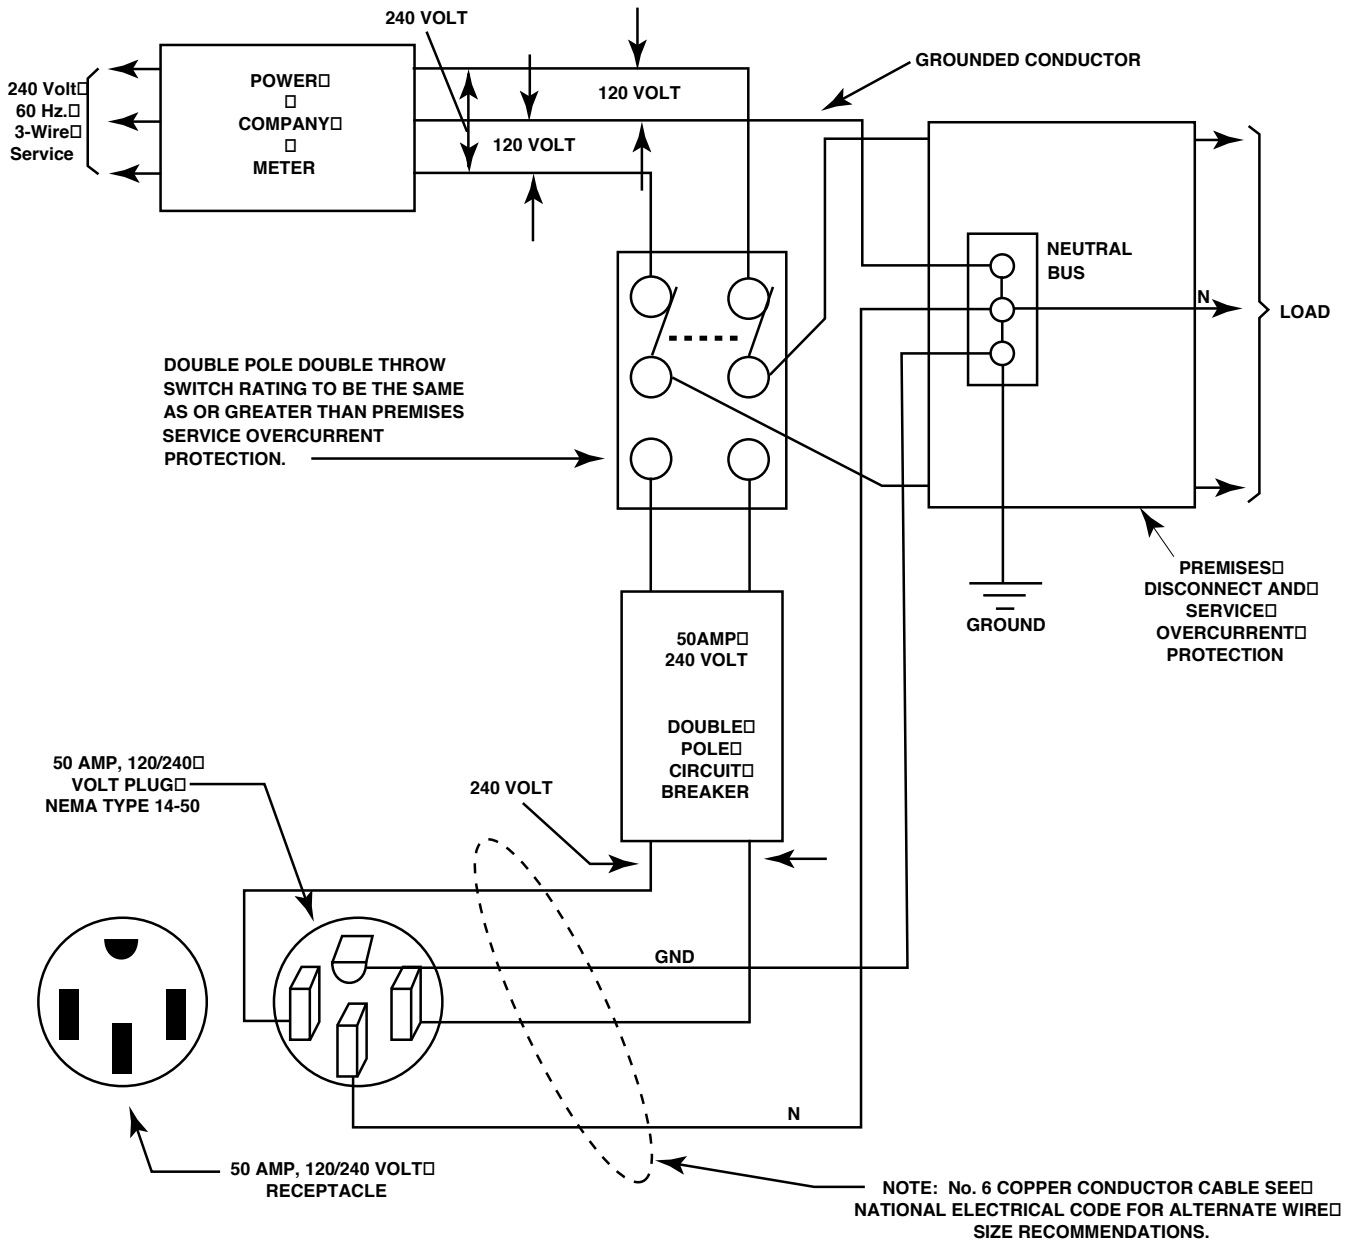 240 VOLT
GROUNDED CONDUCTOR
240 Volt□
60 Hz.□
3-Wire□
Service
POWER□
□
COMPANY□
□
METER
120 VOLT
120 VOLT
NEUTRAL
BUS
N
LOAD
DOUBLE POLE DOUBLE THROW
SWITCH RATING TO BE THE SAME
AS OR GREATER THAN PREMISES
SERVICE OVERCURRENT
PROTECTION.
GROUND
PREMISES□
DISCONNECT AND□
SERVICE□
OVERCURRENT□
PROTECTION
50AMP□
240 VOLT
DOUBLE□
POLE□
CIRCUIT□
BREAKER
50 AMP, 120/240□
VOLT PLUG□
NEMA TYPE 14-50
240 VOLT
GND
N
50 AMP, 120/240 VOLT□
RECEPTACLE
NOTE:  No. 6 COPPER CONDUCTOR CABLE SEE□
NATIONAL ELECTRICAL CODE FOR ALTERNATE WIRE□
SIZE RECOMMENDATIONS.